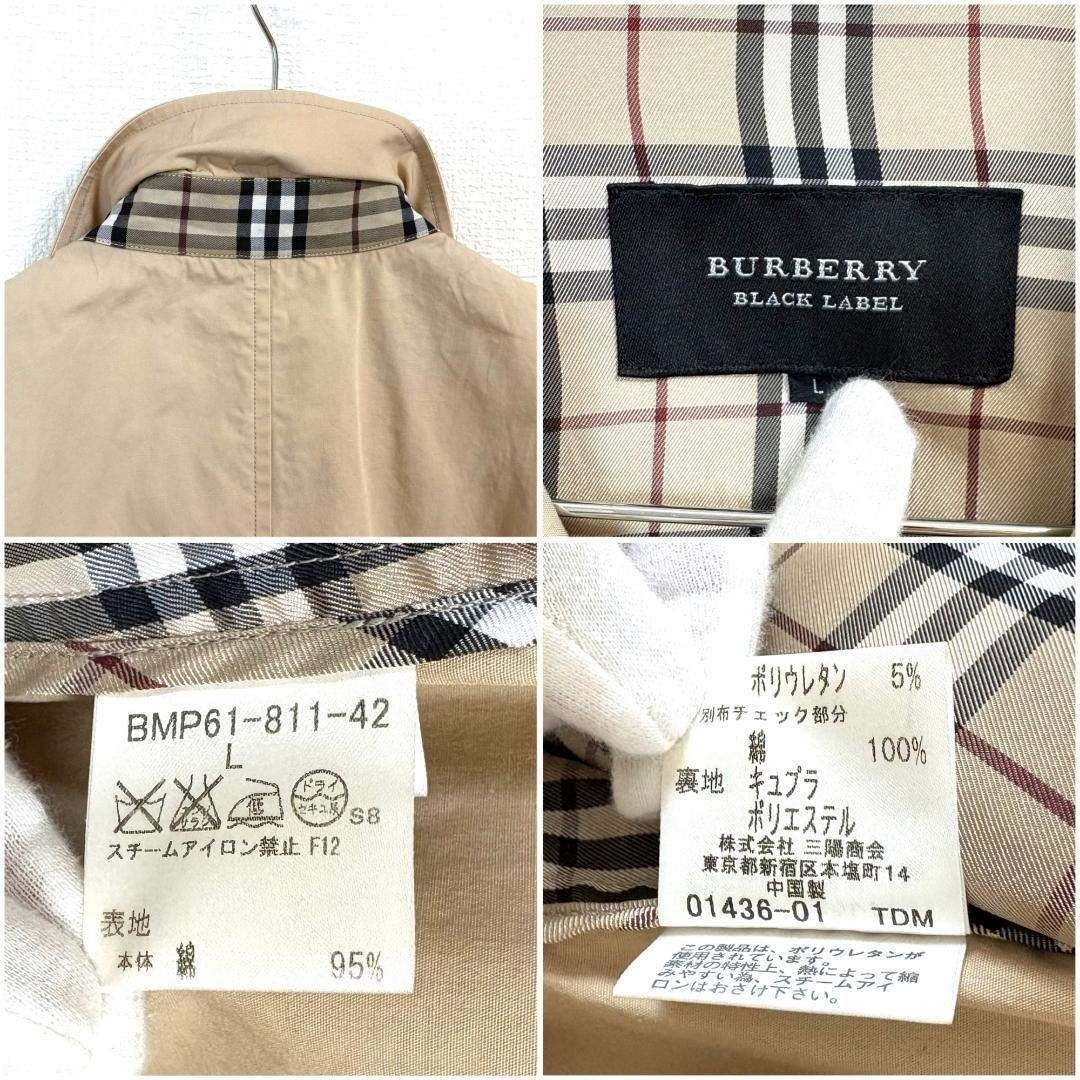 BURBERRY
BLACK LABEL
L
BMP61-811-42
L
エンソ
サラシ
低
ドライ
セキユ系
S8
スチームアイロン禁止 F12
表地
本体 綿 95%
ポリウレタン 5%
別布チェック部分
綿 100%
裏地 キュプラ
ポリエステル
株式会社 三陽商会
東京都新宿区本塩町14
中国製
01436-01 TDM
この製品は、ポリウレタンが
使用されています。
素材の特性上、熱によって縮
みやすい為、スチームアイ
ロンはおさけ下さい。